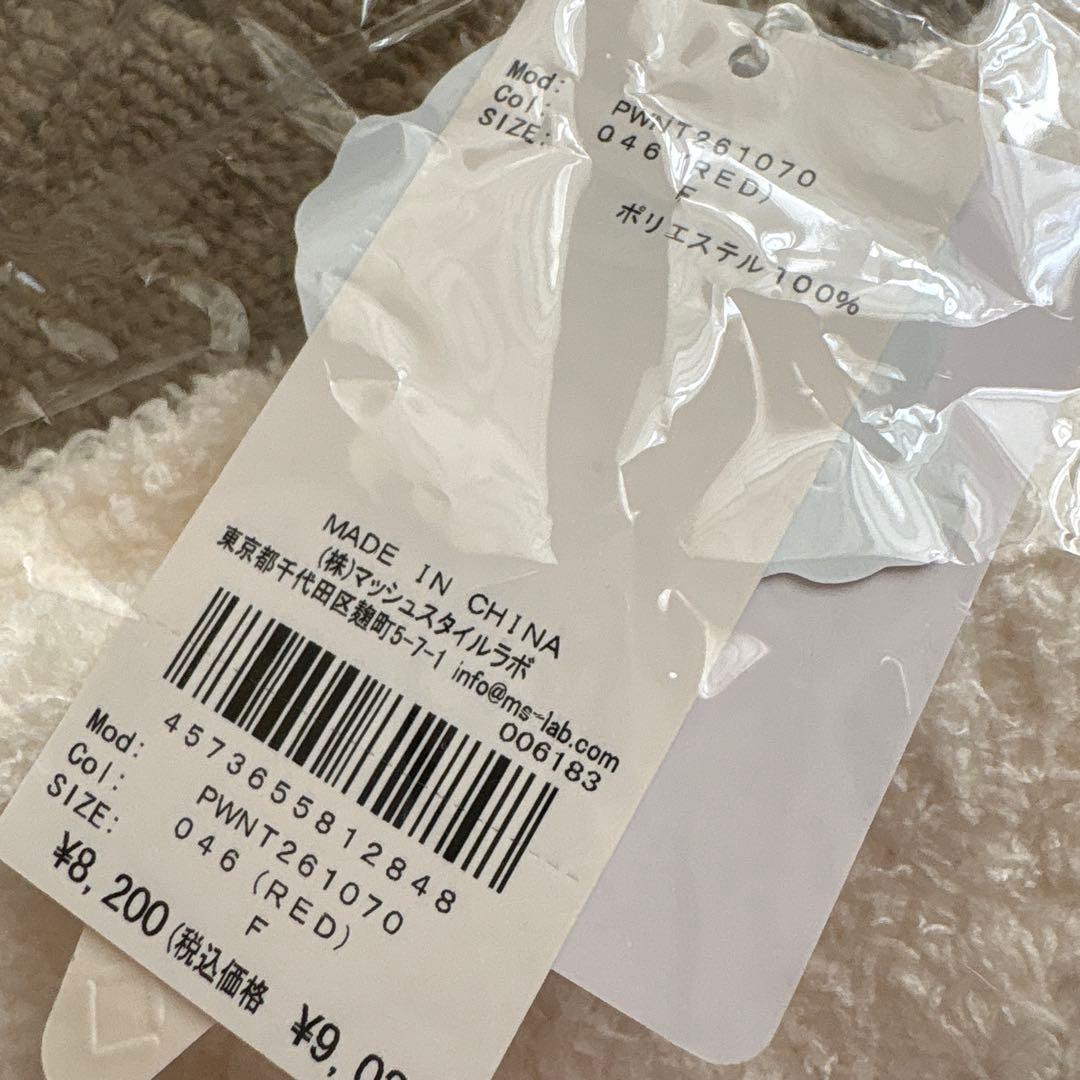 Mod: PWNT261070
Col: 046 (RED)
SIZE: F
ポリエステル100%
MADE IN CHINA
(株)マッシュスタイルラボ
東京都千代田区麹町5-7-1 info@ms-lab.com
006183
4573655812848
Mod: PWNT261070
Col: 046 (RED)
SIZE: F
¥8,200(税込価格